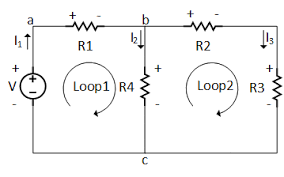 a
b
+ -
+ -
I1
I2
I3
R1
R2
+
V
-
+
+
Loop1
R4
Loop2
R3
-
-
c